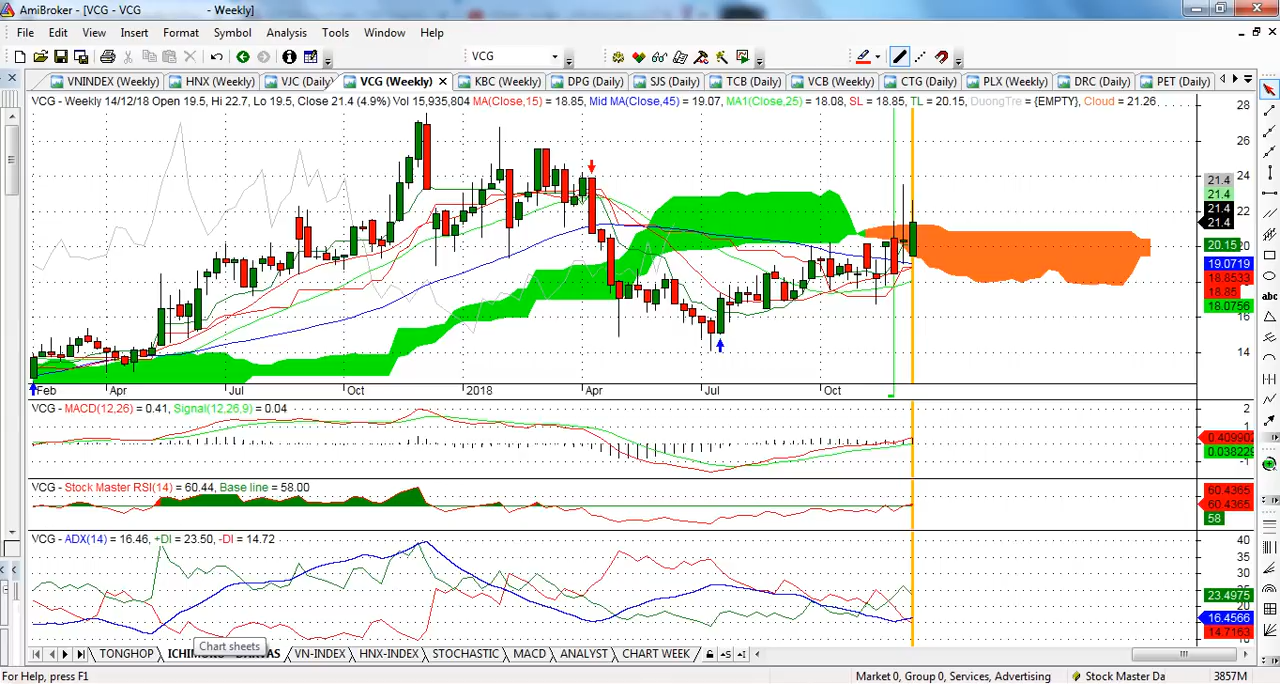 AmiBroker - [VCG - VCG - Weekly]
File Edit View Insert Format Symbol Analysis Tools Window Help
VCG
VNINDEX (Weekly) HNX (Weekly) VJC (Daily) VCG (Weekly) KBC (Weekly) DPG (Daily) SJS (Daily) TCB (Daily) VCB (Weekly) CTG (Daily) PLX (Weekly) DRC (Daily) PET (Daily)
VCG - Weekly 14/12/18 Open 19.5, Hi 22.7, Lo 19.5, Close 21.4 (4.9%) Vol 15,935,804 MA(Close,15) = 18.85, Mid MA(Close,45) = 19.07, MA1(Close,25) = 18.08, SL = 18.85, TL = 20.15, DuongTre = {EMPTY}, Cloud = 21.26
28
26
24
22
20
16
14
21.4
21.4
21.4
21.4
20.15
19.0719
18.8533
18.85
18.0756
Feb Apr Jul Oct 2018 Apr Jul Oct
VCG - MACD(12,26) = 0.41, Signal(12,26,9) = 0.04
2
1
-1
0.409902
0.038229
VCG - Stock Master RSI(14) = 60.44, Base line = 58.00
60.4365
60.4365
58
VCG - ADX(14) = 16.46, +DI = 23.50, -DI = 14.72
40
35
30
20
23.4975
16.4566
14.7163
abc
Chart sheets
TONGHOP VN-INDEX HNX-INDEX STOCHASTIC MACD ANALYST CHART WEEK
For Help, press F1 Market 0, Group 0, Services, Advertising Stock Master Da 3857M